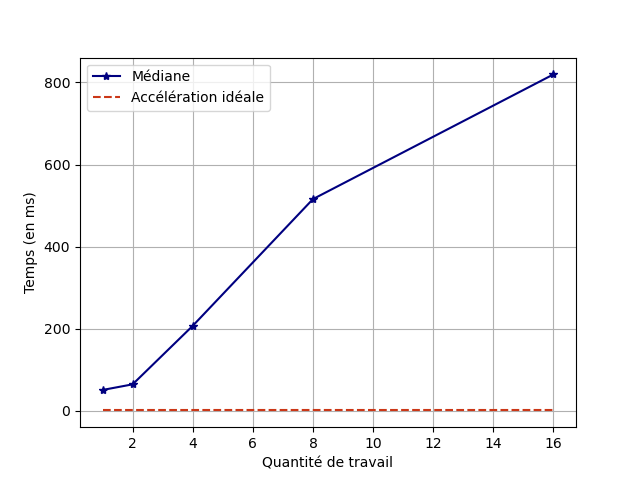 Médiane
Accélération idéale
800
600
400
200
0
Temps (en ms)
2 4 6 8 10 12 14 16
Quantité de travail